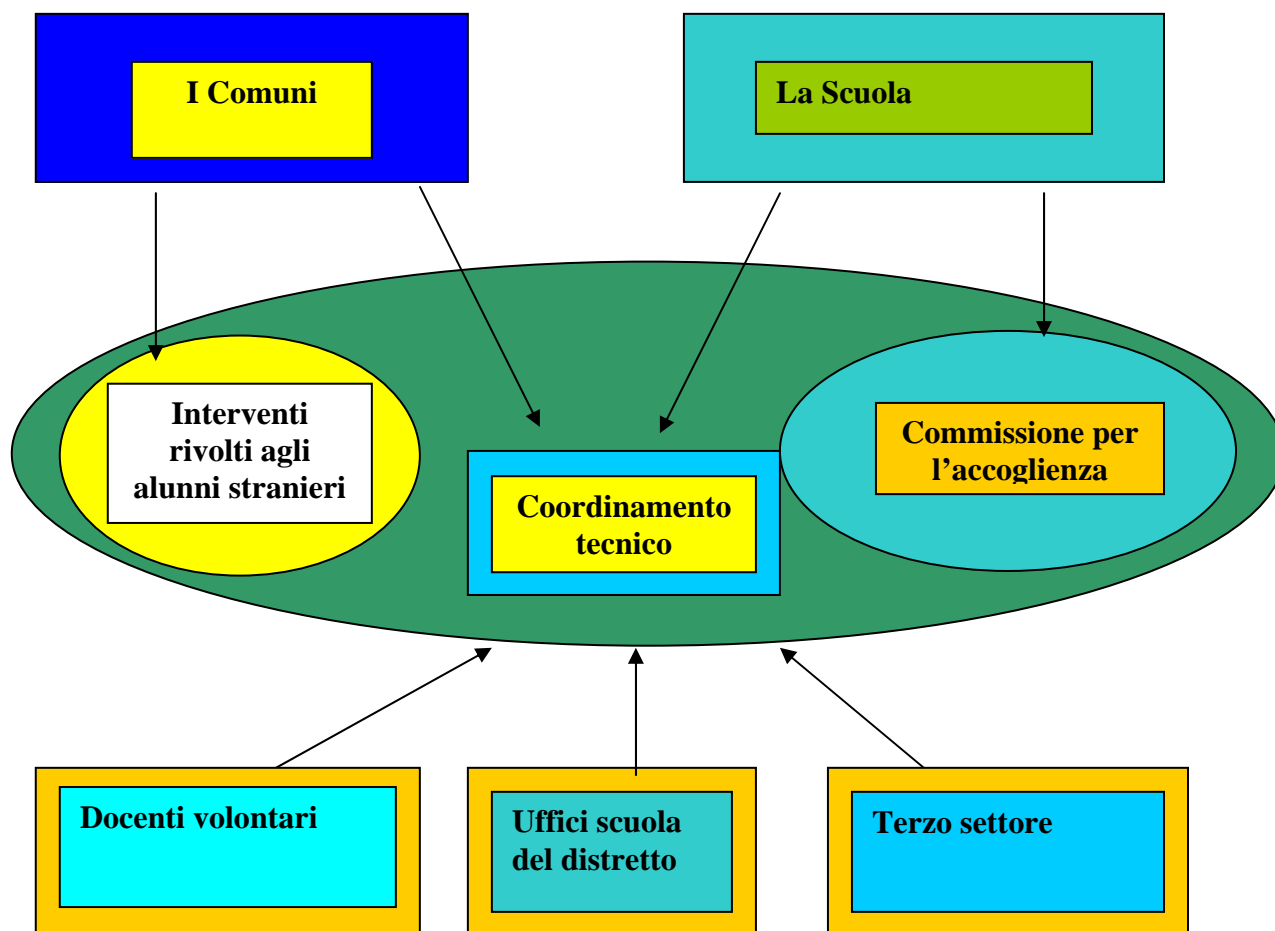 I Comuni
La Scuola
Interventi
rivolti agli
alunni stranieri
Commissione per
l’accoglienza
Coordinamento
tecnico
Docenti volontari
Uffici scuola
del distretto
Terzo settore